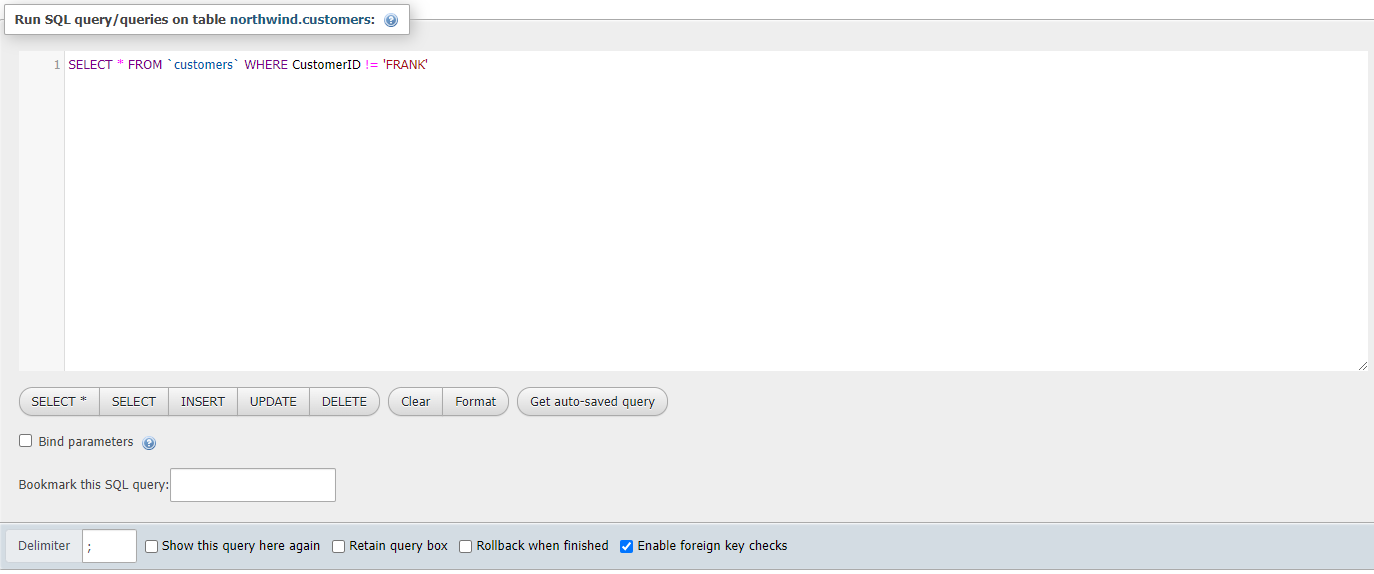 Run SQL query/queries on table northwind.customers:
1 SELECT * FROM `customers` WHERE CustomerID != 'FRANK'
SELECT * SELECT INSERT UPDATE DELETE Clear Format Get auto-saved query
Bind parameters
Bookmark this SQL query:
Delimiter ; Show this query here again Retain query box Rollback when finished Enable foreign key checks